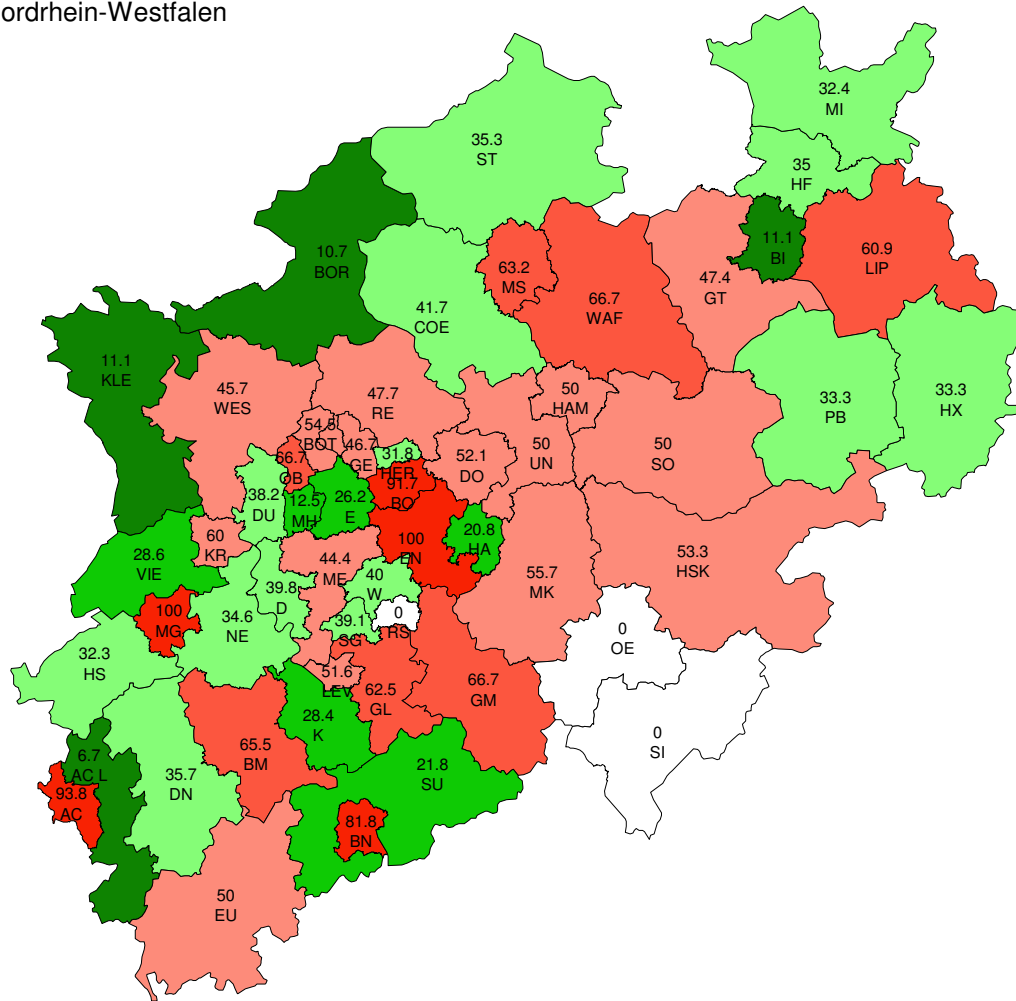 ordrhein-Westfalen
32.4
MI
35.3
ST
35
HF
10.7
BOR
11.1
BI
60.9
LIP
63.2
MS
47.4
GT
66.7
WAF
41.7
COE
11.1
KLE
45.7
WES
47.7
RE
50
HAM
33.3
PB
33.3
HX
54.5
BOT
46.7
GE
31.8
HER
52.1
DO
50
UN
50
SO
66.7
OB
91.7
BO
38.2
DU
12.5
MH
26.2
E
20.8
HA
60
KR
100
EN
28.6
VIE
44.4
ME
55.7
MK
53.3
HSK
40
W
39.8
D
100
MG
34.6
NE
39.1
SG
0
RS
0
OE
32.3
HS
51.6
LEV
62.5
GL
66.7
GM
28.4
K
65.5
BM
0
SI
6.7
AC L
35.7
DN
21.8
SU
93.8
AC
81.8
BN
50
EU